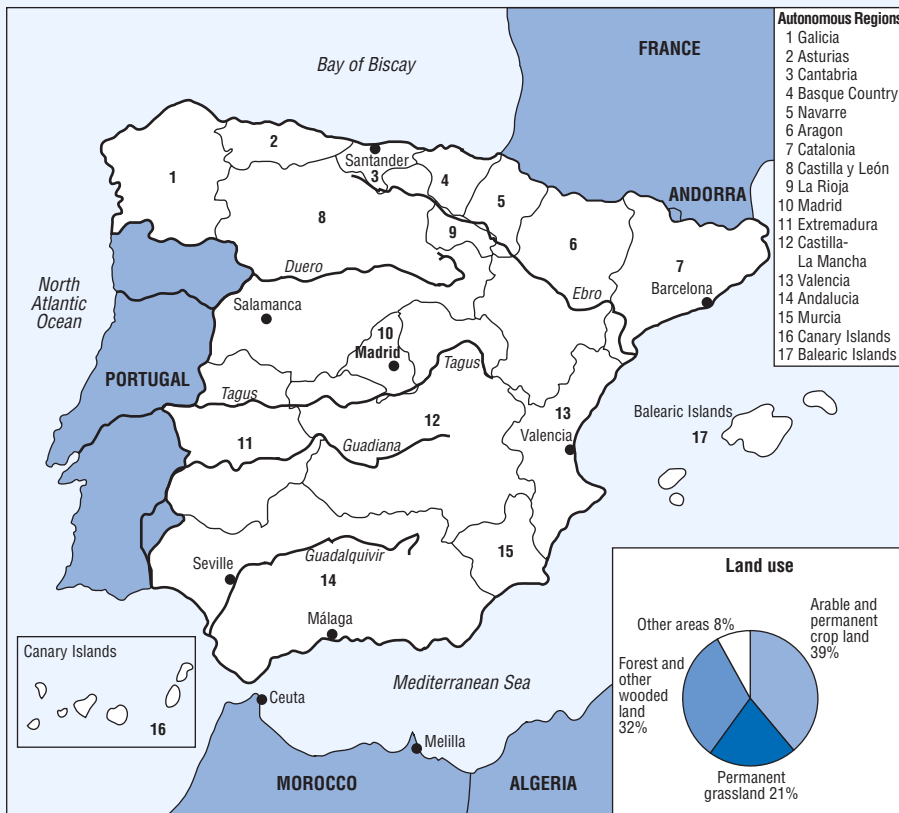 Autonomous Regions
1 Galicia
2 Asturias
3 Cantabria
4 Basque Country
5 Navarre
6 Aragon
7 Catalonia
8 Castilla y León
9 La Rioja
10 Madrid
11 Extremadura
12 Castilla-
La Mancha
13 Valencia
14 Andalucia
15 Murcia
16 Canary Islands
17 Balearic Islands
FRANCE
Bay of Biscay
2
Santander
1
3
4
ANDORRA
5
8
9
6
7
Duero
North
Atlantic
Ocean
Ebro
Barcelona
Salamanca
10
Madrid
Tagus
PORTUGAL
Tagus
13
Balearic Islands
17
12
Valencia
11
Guadiana
15
Guadalquivir
Seville
14
Málaga
Canary Islands
16
Mediterranean Sea
Ceuta
Melilla
MOROCCO
ALGERIA
Land use
Other areas 8%
Arable and
permanent
crop land
39%
Forest and
other
wooded
land
32%
Permanent
grassland 21%